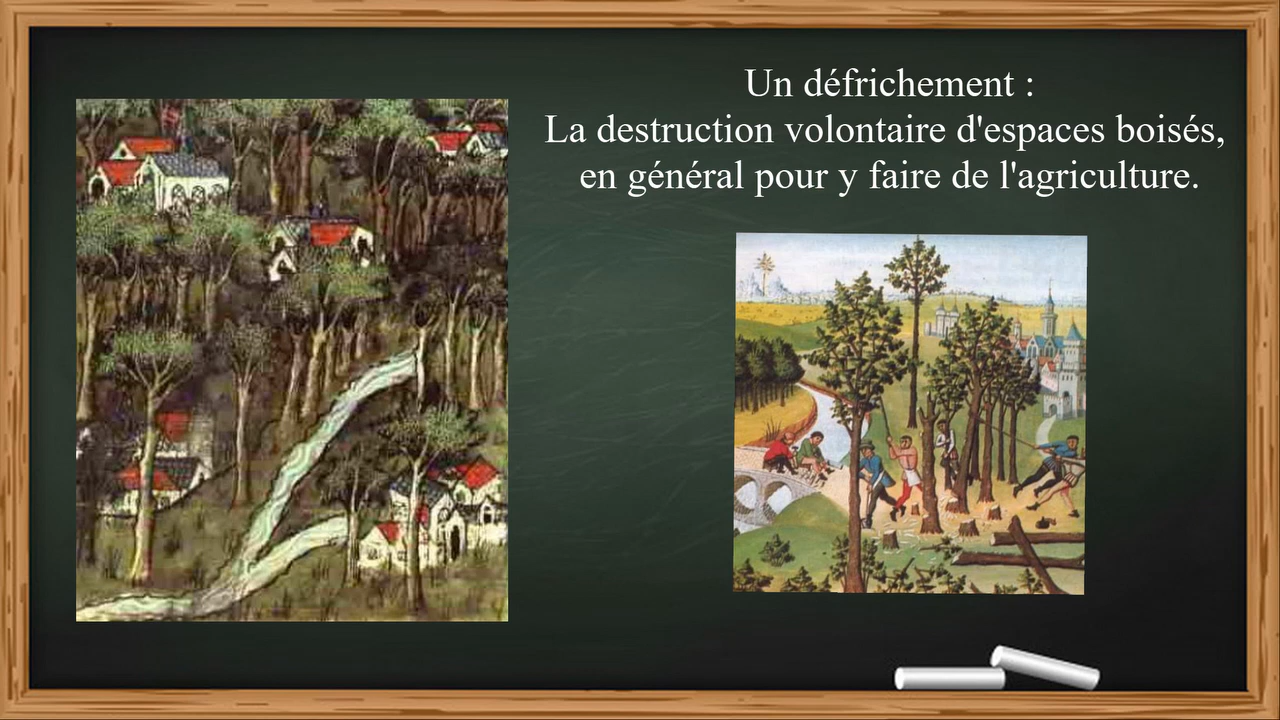 Un défrichement :
La destruction volontaire d'espaces boisés,
en général pour y faire de l'agriculture.